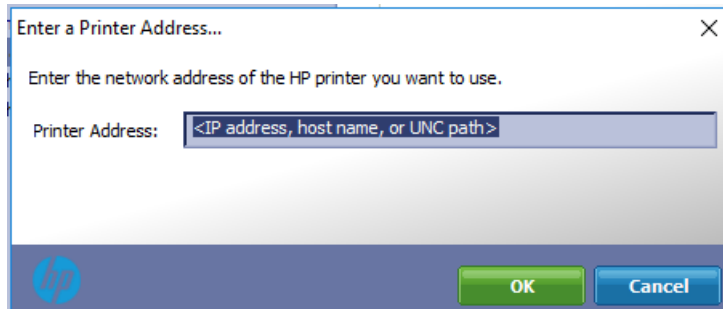 Enter a Printer Address...
Enter the network address of the HP printer you want to use.
Printer Address: <IP address, host name, or UNC path>
hp
OK Cancel